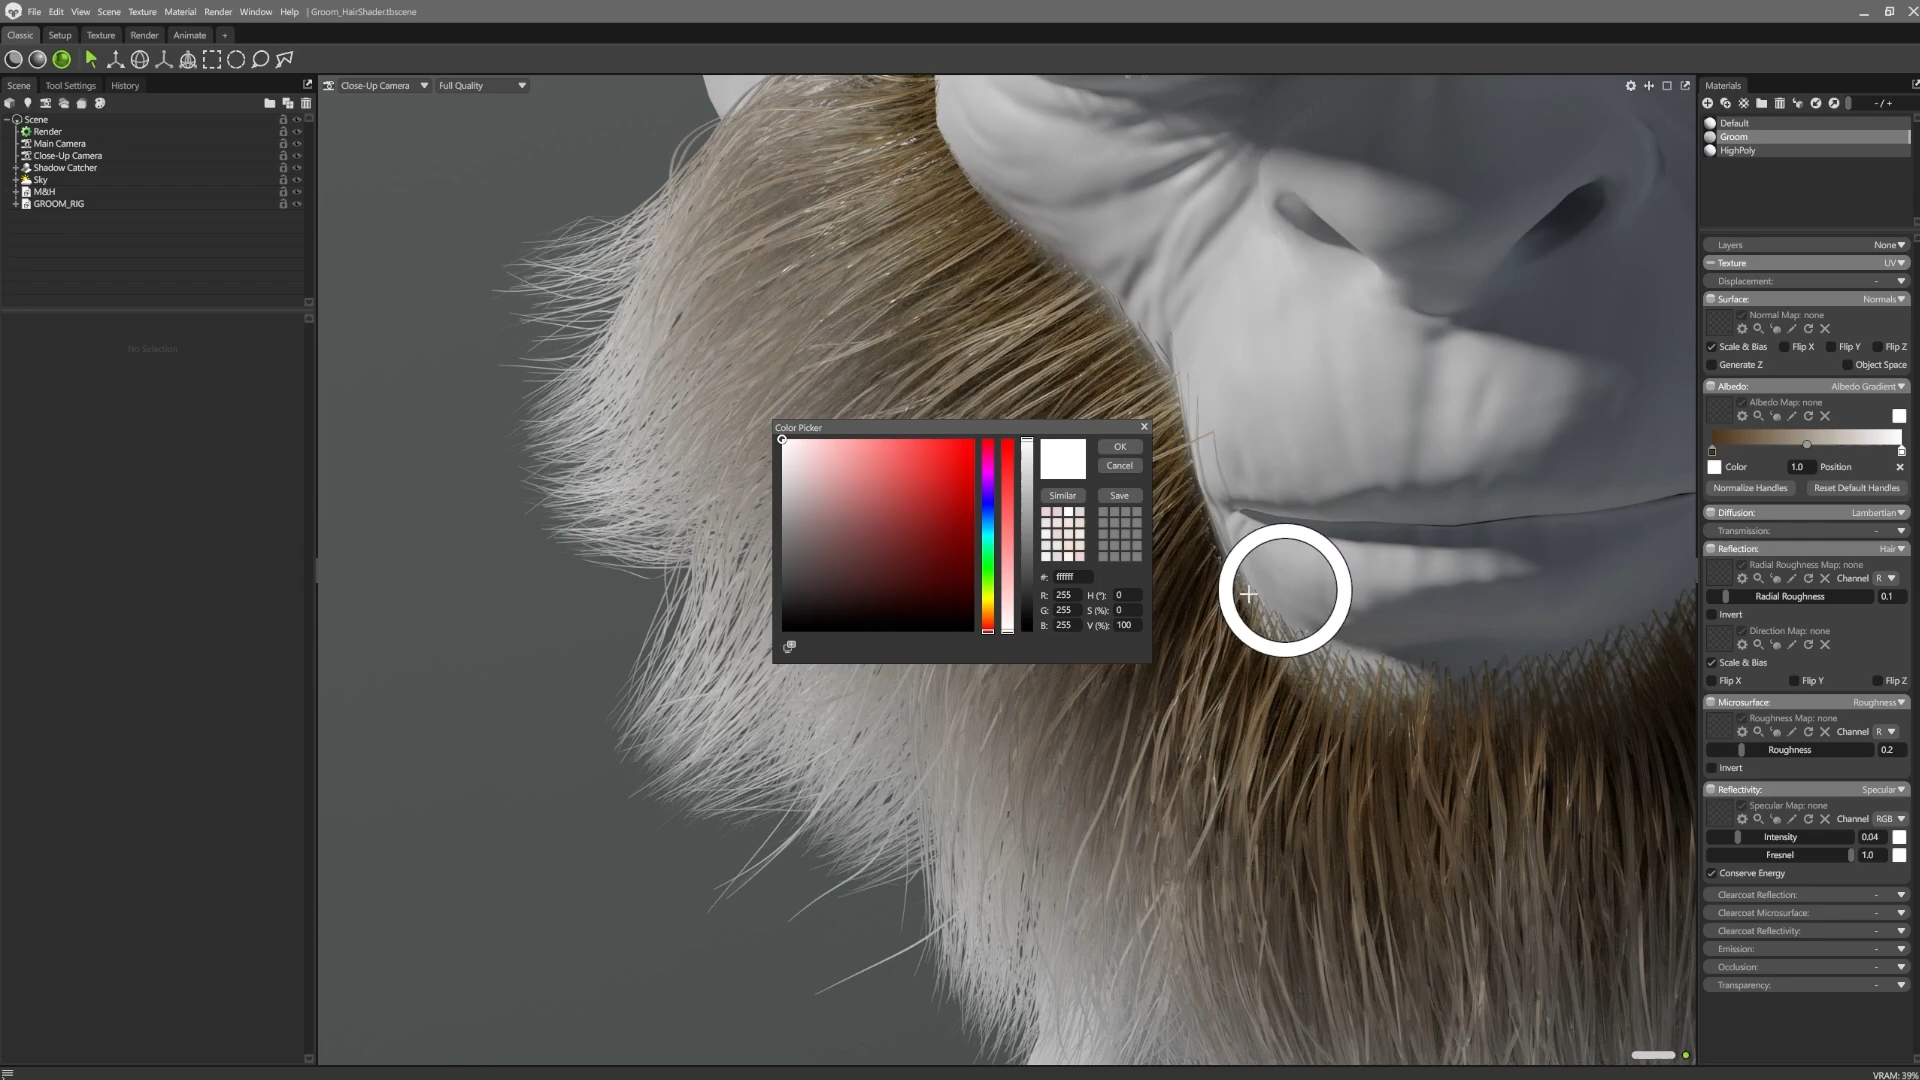 File Edit View Scene Texture Material Render Window Help | Groom_HairShader.tbscene
Classic Setup Texture Render Animate +
Scene Tool Settings History
Close-Up Camera Full Quality
Scene
Render
Main Camera
Close-Up Camera
Shadow Catcher
Sky
M&H
GROOM_RIG
No Selection
Color Picker
OK
Cancel
Similar Save
#: ffffff
R: 255 H (°): 0
G: 255 S (%): 0
B: 255 V (%): 100
Materials
- / +
Default
Groom
HighPoly
Layers None
Texture UV
Displacement: -
Surface: Normals
Normal Map: none
Scale & Bias Flip X Flip Y Flip Z
Generate Z Object Space
Albedo: Albedo Gradient
Albedo Map: none
Color 1.0 Position
Normalize Handles Reset Default Handles
Diffusion: Lambertian
Transmission: -
Reflection: Hair
Radial Roughness Map: none
Channel R
Radial Roughness 0.1
Invert
Direction Map: none
Scale & Bias
Flip X Flip Y Flip Z
Microsurface: Roughness
Roughness Map: none
Channel R
Roughness 0.2
Invert
Reflectivity: Specular
Specular Map: none
Channel RGB
Intensity 0.04
Fresnel 1.0
Conserve Energy
Clearcoat Reflection: -
Clearcoat Microsurface: -
Clearcoat Reflectivity: -
Emission: -
Occlusion: -
Transparency: -
VRAM: 39%